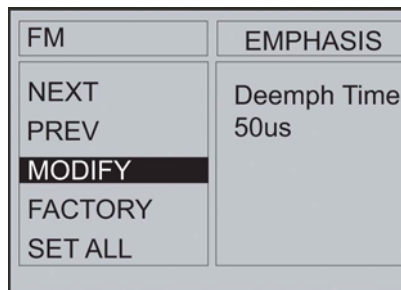 FM
EMPHASIS
NEXT
PREV
MODIFY
FACTORY
SET ALL
Deemph Time
50us